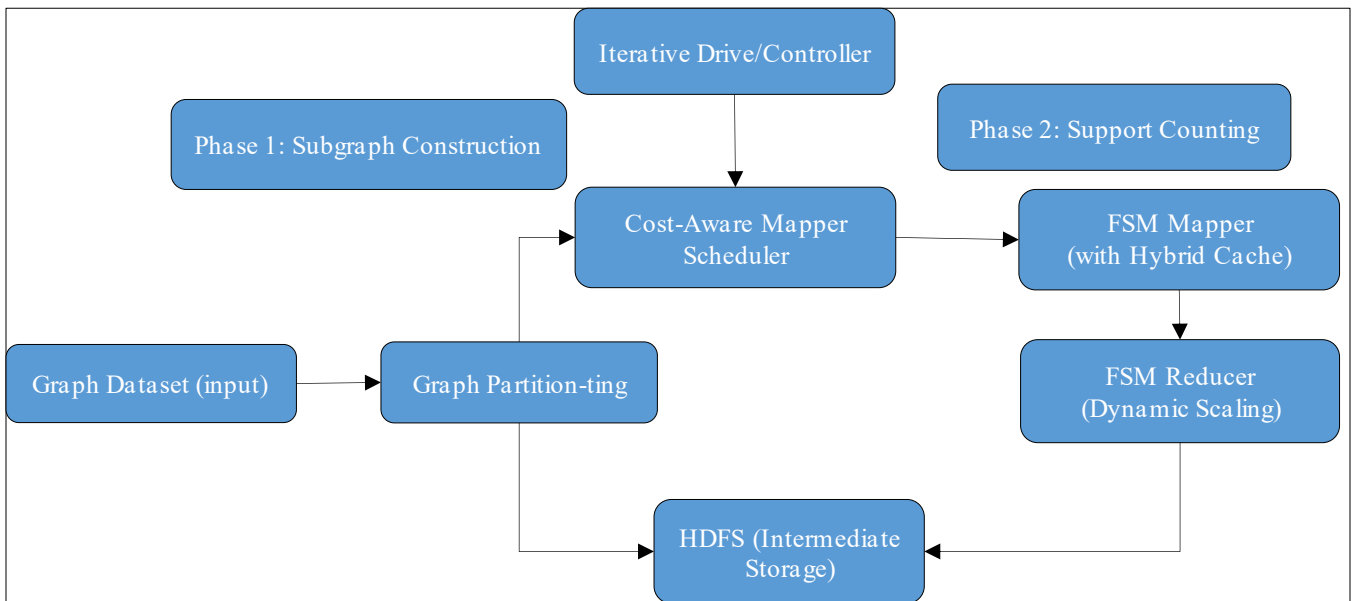 Iterative Drive/Controller
Phase 1: Subgraph Construction
Phase 2: Support Counting
Cost-Aware Mapper
Scheduler
FSM Mapper
(with Hybrid Cache)
Graph Dataset (input)
Graph Partition-ting
FSM Reducer
(Dynamic Scaling)
HDFS (Intermediate
Storage)